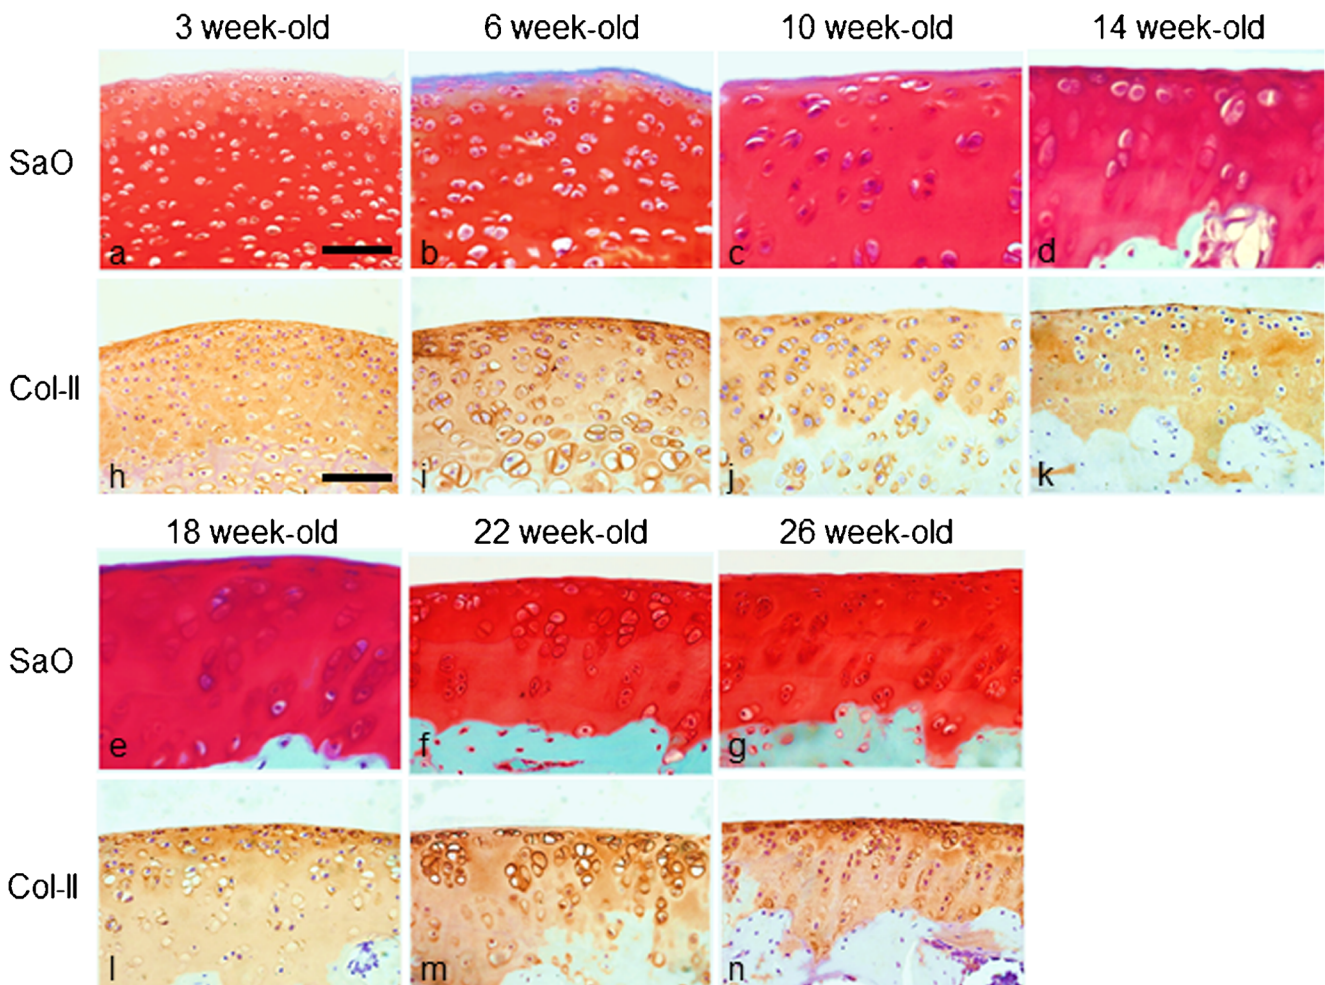 3 week-old 6 week-old 10 week-old 14 week-old
SaO
a b c d
Col-II
h i j k
18 week-old 22 week-old 26 week-old
SaO
e f g
Col-II
l m n